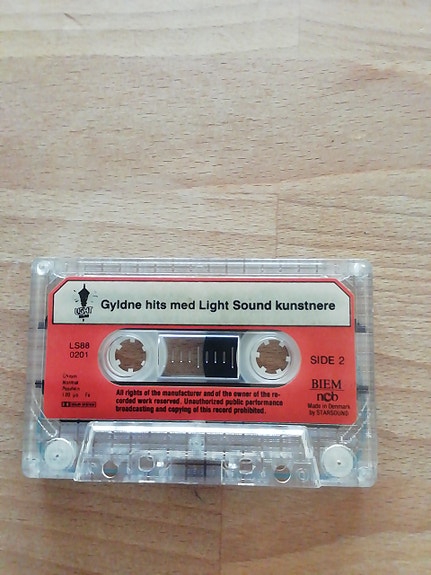 LIGHT
Gyldne hits med Light Sound kunstnere
LS88
0201
SIDE 2
All rights of the manufacturer and of the owner of the re-
corded work reserved. Unauthorized public performance
broadcasting and copying of this record prohibited.
BIEM
ncb
Made in Denmark
by STARSOUND